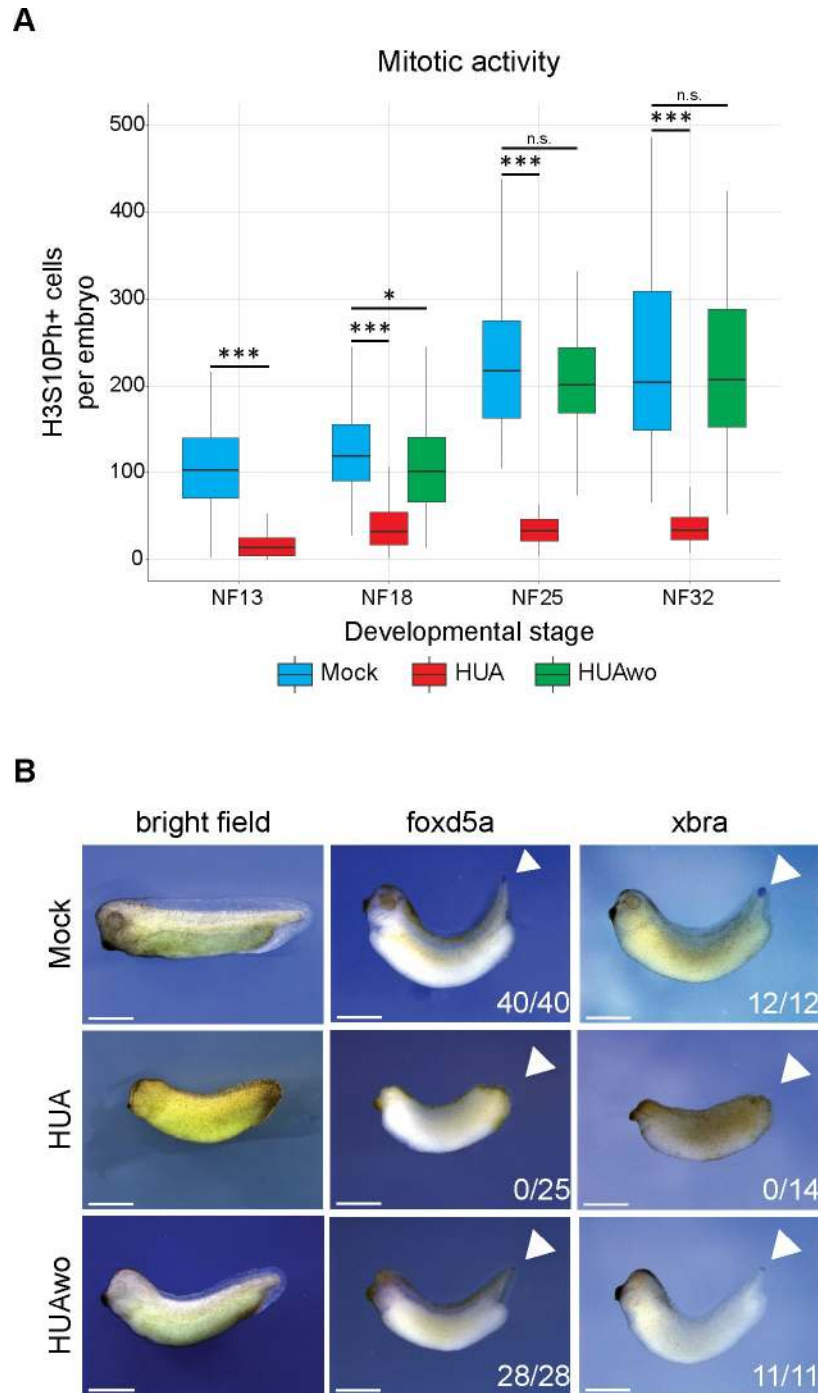 A
Mitotic activity
H3S10Ph+ cells
per embryo
500
400
300
200
100
0
***
***
*
***
n.s.
***
n.s.
NF13 NF18 NF25 NF32
Developmental stage
Mock HUA HUAwo
B
bright field foxd5a xbra
Mock
40/40 12/12
HUA
0/25 0/14
HUAwo
28/28 11/11